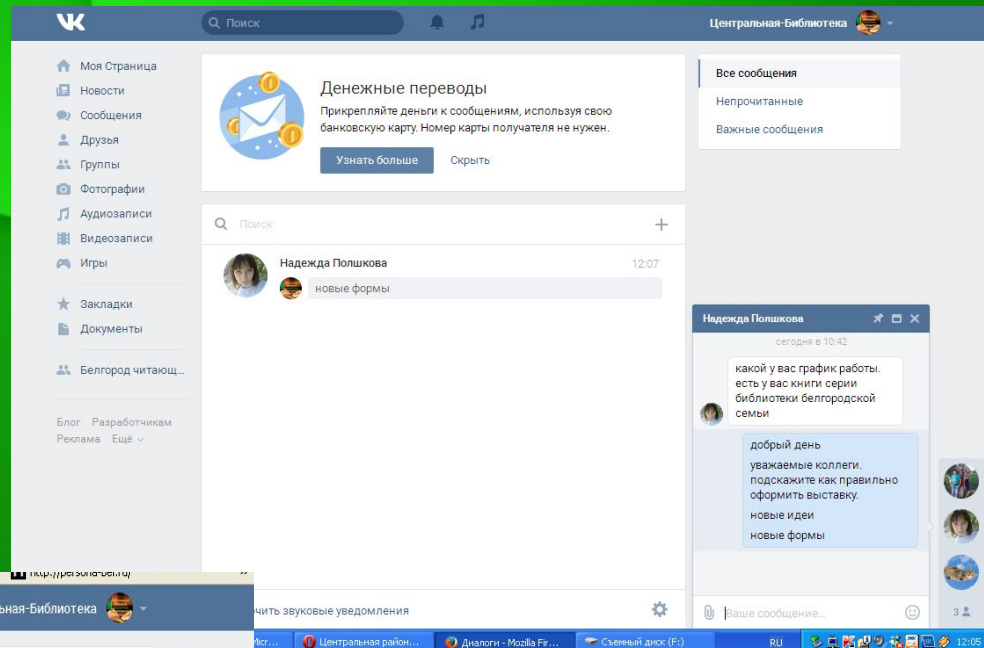 Поиск
Центральная-Библиотека
Моя Страница
Новости
Сообщения
Друзья
Группы
Фотографии
Аудиозаписи
Видеозаписи
Игры
Закладки
Документы
Белгород читающ...
Блог Разработчикам
Реклама Ещё
Денежные переводы
Прикрепляйте деньги к сообщениям, используя свою
банковскую карту. Номер карты получателя не нужен.
Узнать больше Скрыть
Все сообщения
Непрочитанные
Важные сообщения
Поиск
Надежда Полшкова 12:07
новые формы
Надежда Полшкова
сегодня в 10:42
какой у вас график работы.
есть у вас книги серии
библиотеки белгородской
семьи
добрый день
уважаемые коллеги.
подскажите как правильно
оформить выставку.
новые идеи
новые формы
Ваше сообщение...
3
http://persona-bel.ru/
ьная-Библиотека
чить звуковые уведомления
Центральная район...
Диалоги - Mozilla Fir...
Съемный диск (F:)
RU
12:05